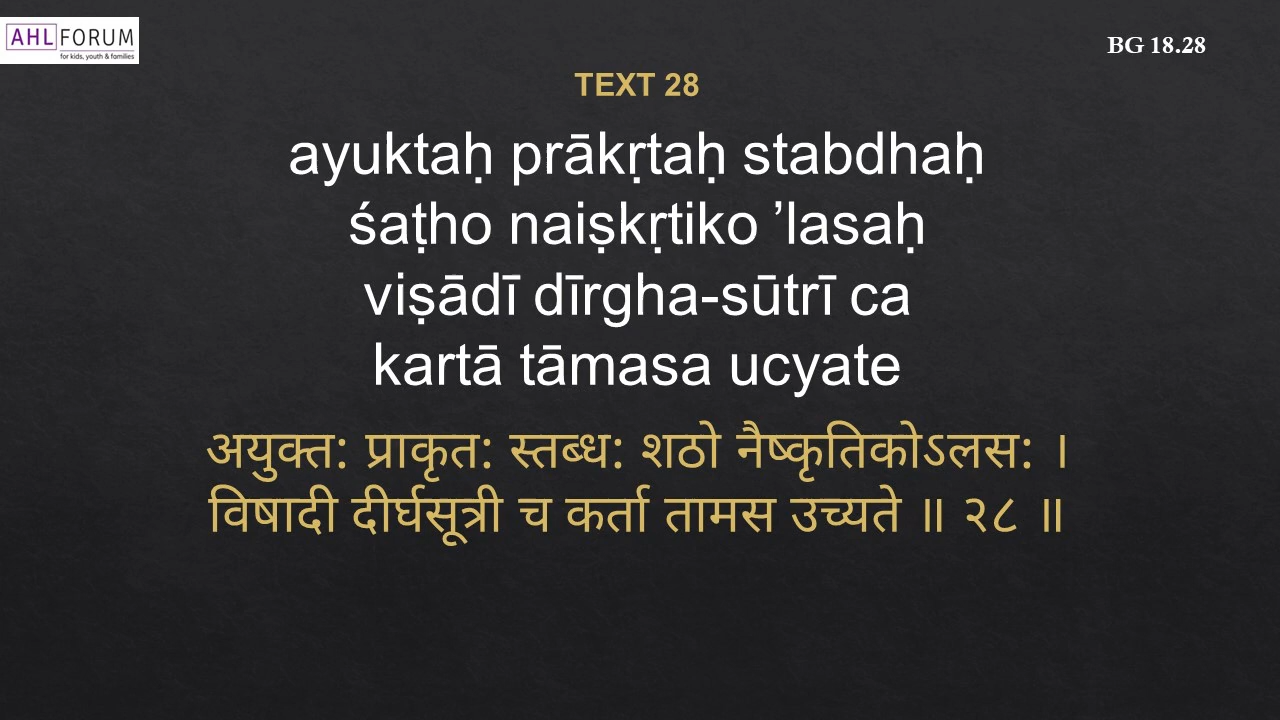 AHL FORUM
for kids, youth & families
BG 18.28
TEXT 28
ayuktaḥ prākṛtaḥ stabdhaḥ
śaṭho naiṣkṛtiko ’lasaḥ
viṣādī dīrgha-sūtrī ca
kartā tāmasa ucyate
अयुक्त: प्राकृत: स्तब्ध: शठो नैष्कृतिकोऽलस: ।
विषादी दीर्घसूत्री च कर्ता तामस उच्यते ॥ २८ ॥